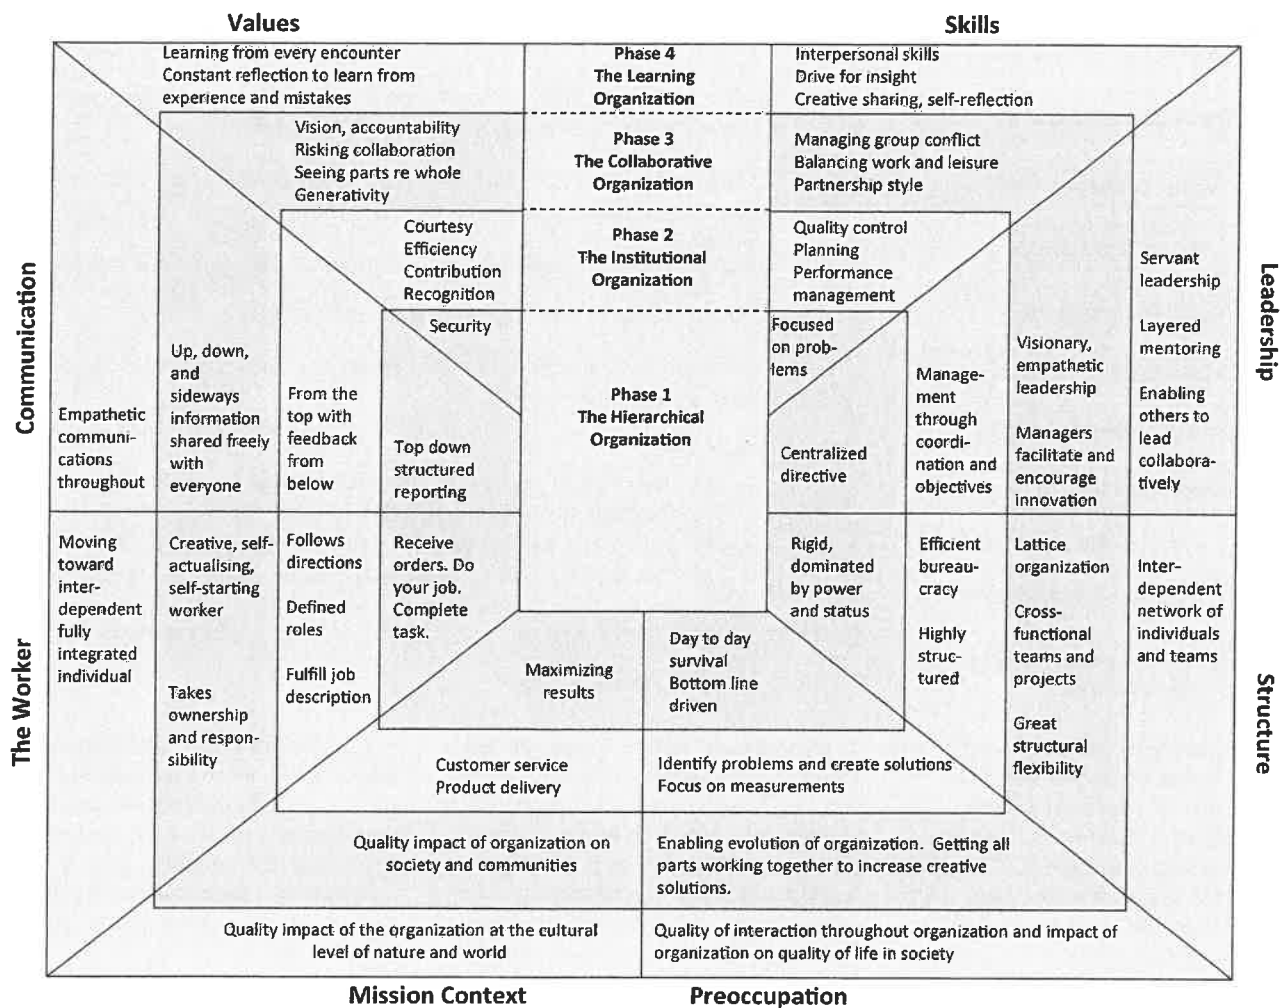 Values
Skills
Learning from every encounter
Constant reflection to learn from
experience and mistakes
Phase 4
The Learning
Organization
Interpersonal skills
Drive for insight
Creative sharing, self-reflection
Vision, accountability
Risking collaboration
Seeing parts re whole
Generativity
Phase 3
The Collaborative
Organization
Managing group conflict
Balancing work and leisure
Partnership style
Courtesy
Efficiency
Contribution
Recognition
Phase 2
The Institutional
Organization
Quality control
Planning
Performance
management
Security
Phase 1
The Hierarchical
Organization
Focused
on prob-
lems
Communication
Empathetic
communi-
cations
throughout
Up, down,
and
sideways
information
shared freely
with
everyone
From the
top with
feedback
from
below
Top down
structured
reporting
Centralized
directive
Manage-
ment
through
coordi-
nation and
objectives
Visionary,
empathetic
leadership
Managers
facilitate and
encourage
innovation
Servant
leadership
Layered
mentoring
Enabling
others to
lead
collabora-
tively
Leadership
The Worker
Moving
toward
inter-
dependent
fully
integrated
individual
Creative, self-
actualising,
self-starting
worker
Takes
ownership
and respon-
sibility
Follows
directions
Defined
roles
Fulfill job
description
Receive
orders. Do
your job.
Complete
task.
Rigid,
dominated
by power
and status
Efficient
bureau-
cracy
Highly
struc-
tured
Lattice
organization
Cross-
functional
teams and
projects
Great
structural
flexibility
Inter-
dependent
network of
individuals
and teams
Structure
Maximizing
results
Day to day
survival
Bottom line
driven
Customer service
Product delivery
Identify problems and create solutions
Focus on measurements
Quality impact of organization on
society and communities
Enabling evolution of organization. Getting all
parts working together to increase creative
solutions.
Quality impact of the organization at the cultural
level of nature and world
Quality of interaction throughout organization and impact of
organization on quality of life in society
Mission Context
Preoccupation